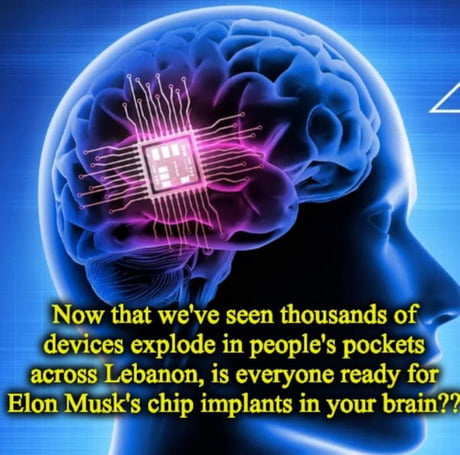 Now that we've seen thousands of
devices explode in people's pockets
across Lebanon, is everyone ready for
Elon Musk's chip implants in your brain??